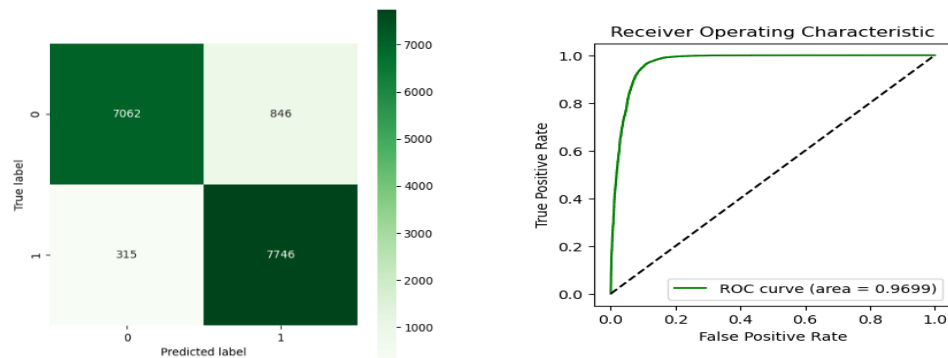 7062 846
315 7746
0
1
True label
0 1
Predicted label
7000
6000
5000
4000
3000
2000
1000
Receiver Operating Characteristic
1.0
0.8
0.6
0.4
0.2
0.0
True Positive Rate
ROC curve (area = 0.9699)
0.0 0.2 0.4 0.6 0.8 1.0
False Positive Rate